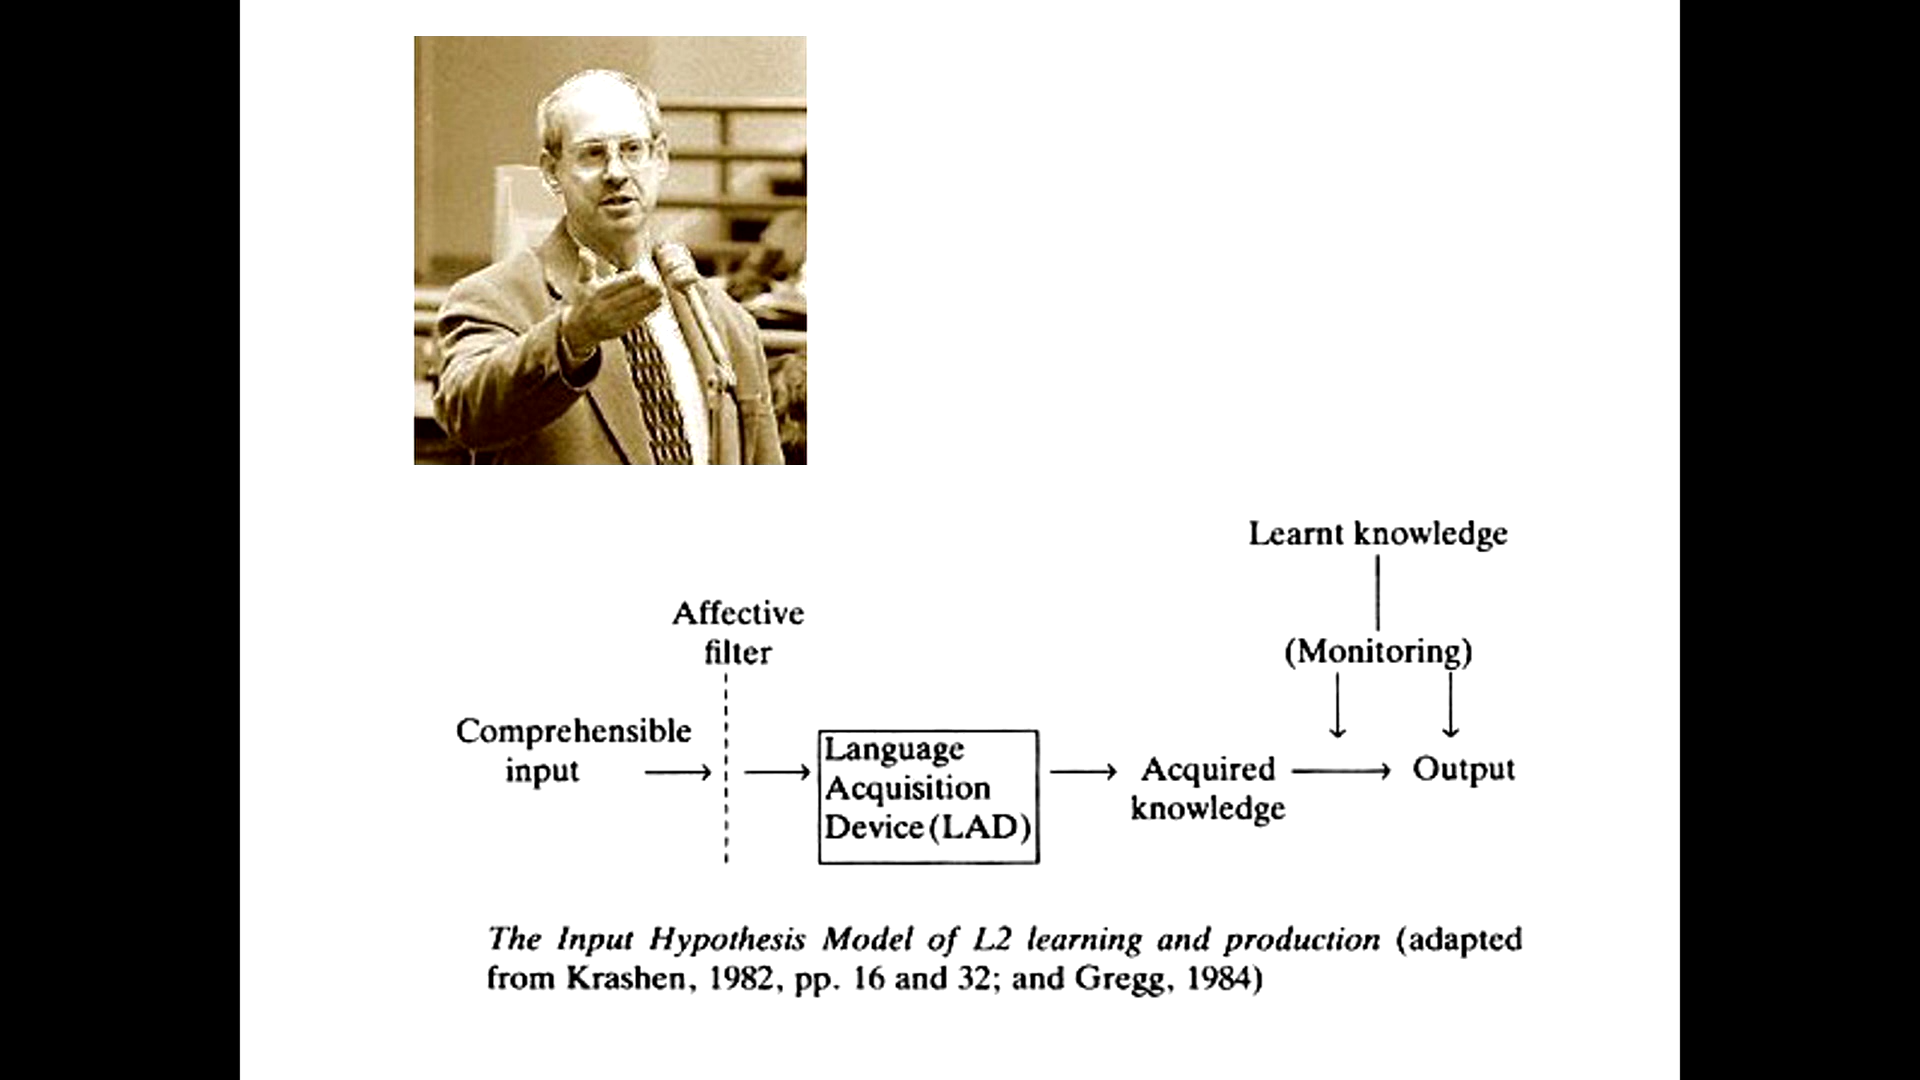 Learnt knowledge
(Monitoring)
Affective
filter
Comprehensible
input
Language
Acquisition
Device (LAD)
Acquired
knowledge
Output
The Input Hypothesis Model of L2 learning and production (adapted
from Krashen, 1982, pp. 16 and 32; and Gregg, 1984)